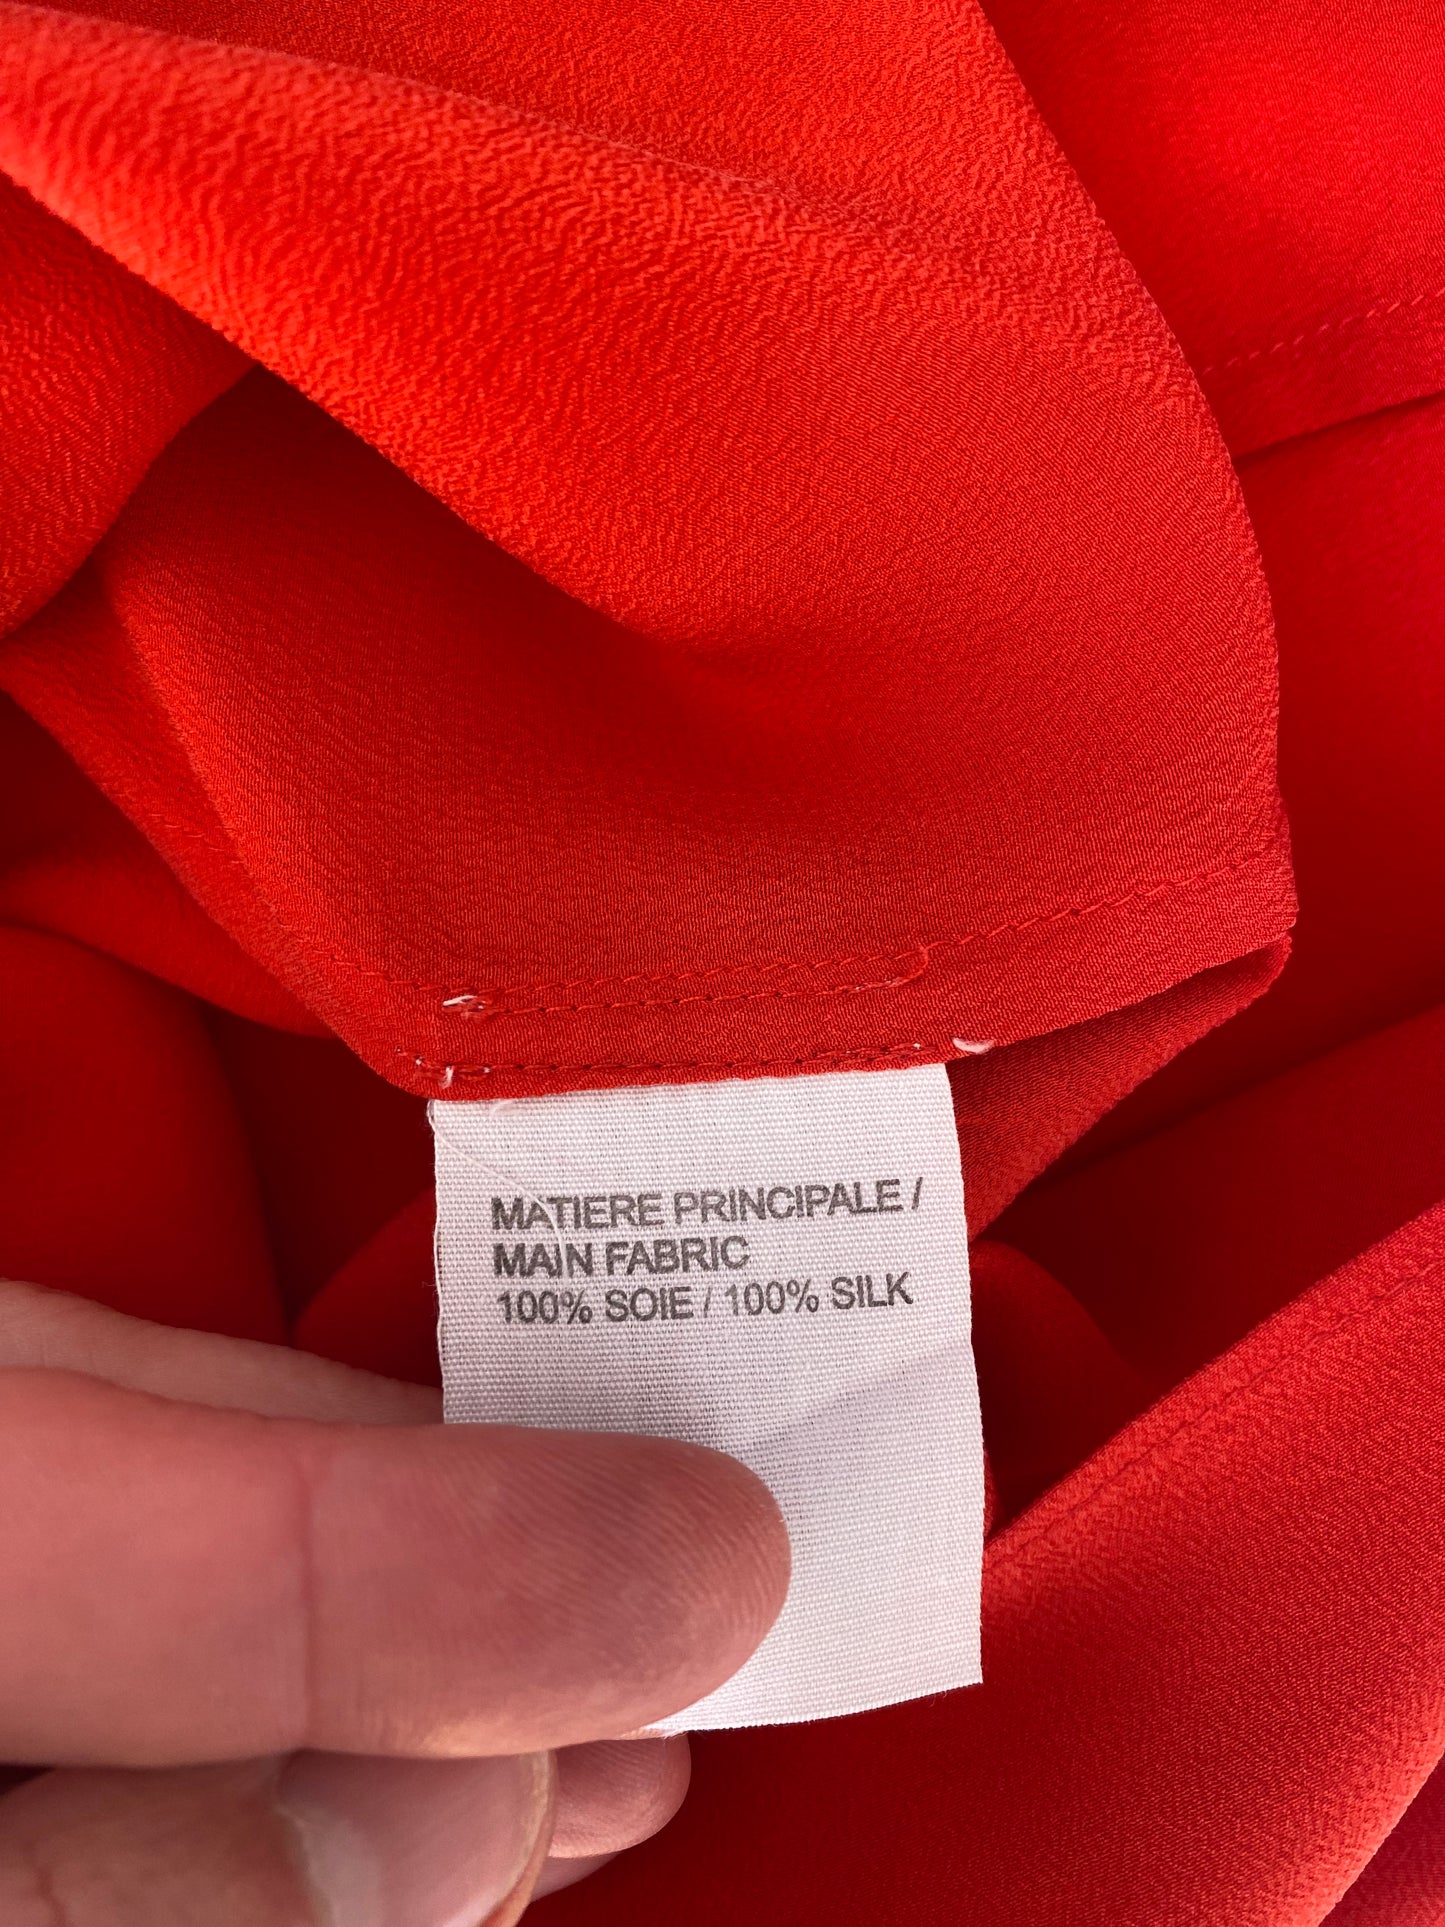 MATIERE PRINCIPALE /
MAIN FABRIC
100% SOIE / 100% SILK